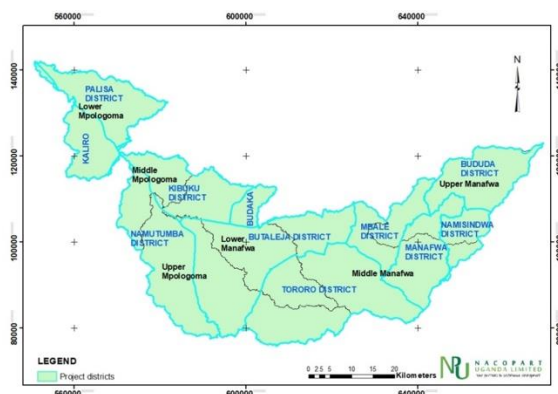 560000 600000 640000
140000
120000
100000
80000
N
PALISA
DISTRICT
Lower
Mpologoma
KALIRO
Middle
Mpologoma
KIBUKU
DISTRICT
BUDAKA
BUDUDA
DISTRICT
Upper Manafwa
NAMUTUMBA
DISTRICT
Lower
Manafwa
BUTALEJA DISTRICT
MBALE
DISTRICT
NAMISINDWA
DISTRICT
MANAFWA
DISTRICT
Upper
Mpologoma
Middle Manafwa
TORORO DISTRICT
LEGEND
Project districts
0 2.5 5 10 15 20
Kilometers
NACOPART
UGANDA LIMITED
560000 600000 640000